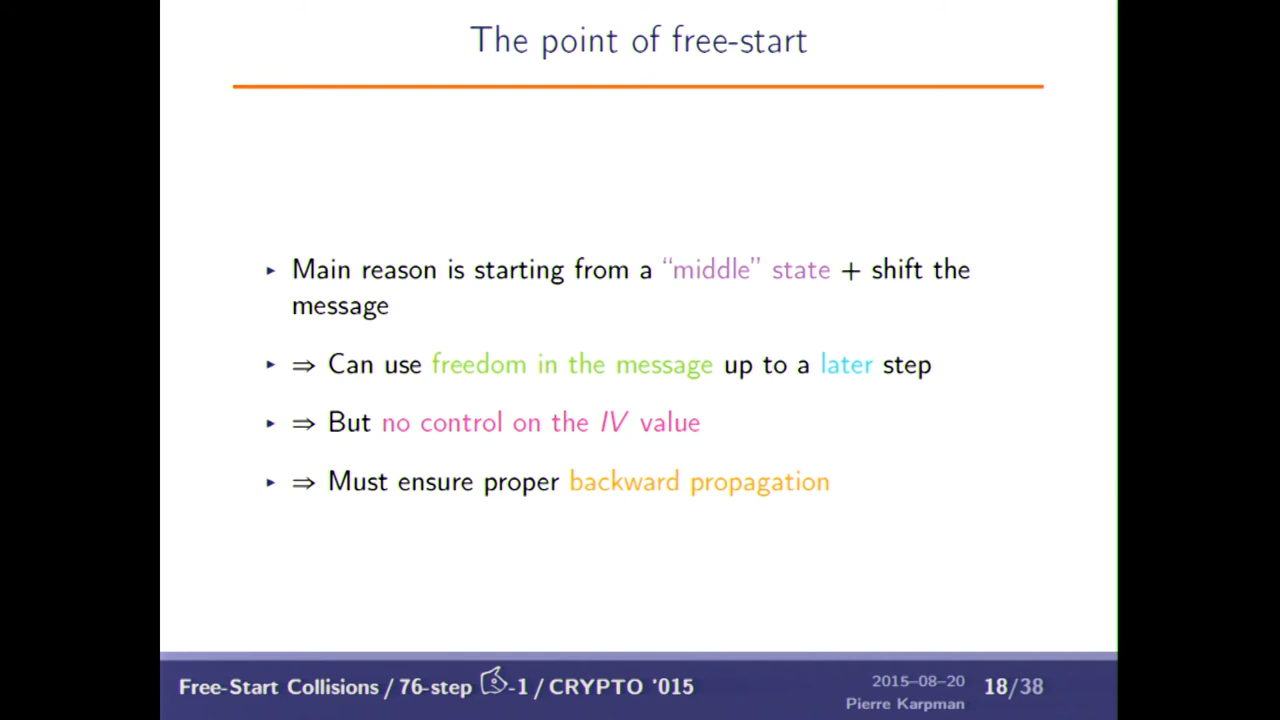 The point of free-start
▸ Main reason is starting from a “middle” state + shift the
message
▸ ⇒ Can use freedom in the message up to a later step
▸ ⇒ But no control on the IV value
▸ ⇒ Must ensure proper backward propagation
Free-Start Collisions / 76-step -1 / CRYPTO '015
2015–08–20
Pierre Karpman
18/38